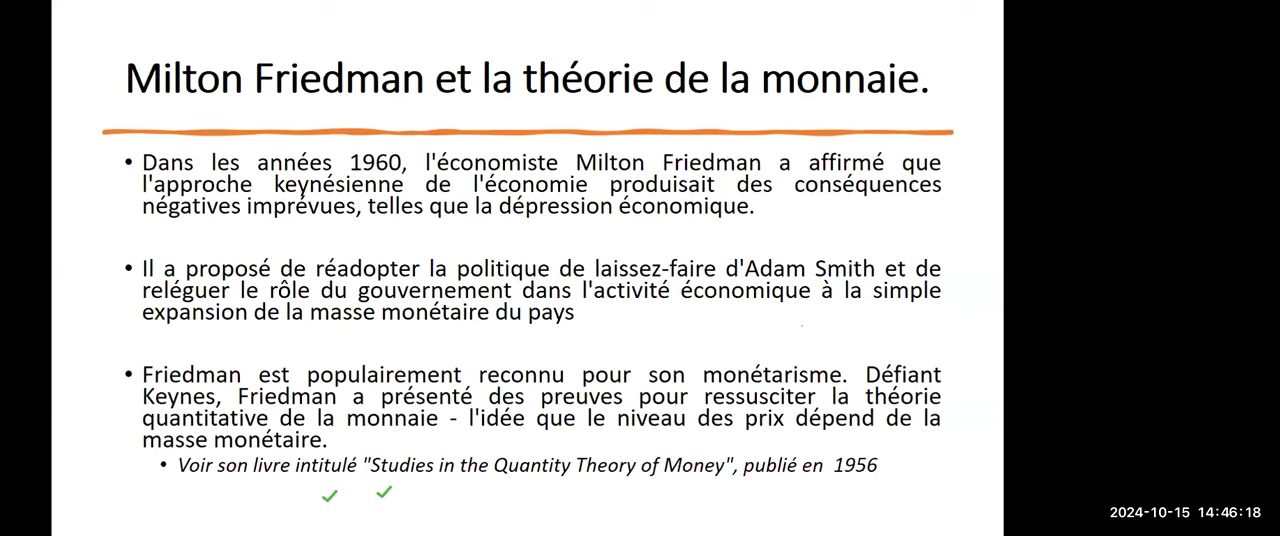 Milton Friedman et la théorie de la monnaie.
• Dans les années 1960, l'économiste Milton Friedman a affirmé que
l'approche keynésienne de l'économie produisait des conséquences
négatives imprévues, telles que la dépression économique.
• Il a proposé de réadopter la politique de laissez-faire d'Adam Smith et de
reléguer le rôle du gouvernement dans l'activité économique à la simple
expansion de la masse monétaire du pays
• Friedman est populairement reconnu pour son monétarisme. Défiant
Keynes, Friedman a présenté des preuves pour ressusciter la théorie
quantitative de la monnaie - l'idée que le niveau des prix dépend de la
masse monétaire.
• Voir son livre intitulé "Studies in the Quantity Theory of Money", publié en 1956
2024-10-15 14:46:18